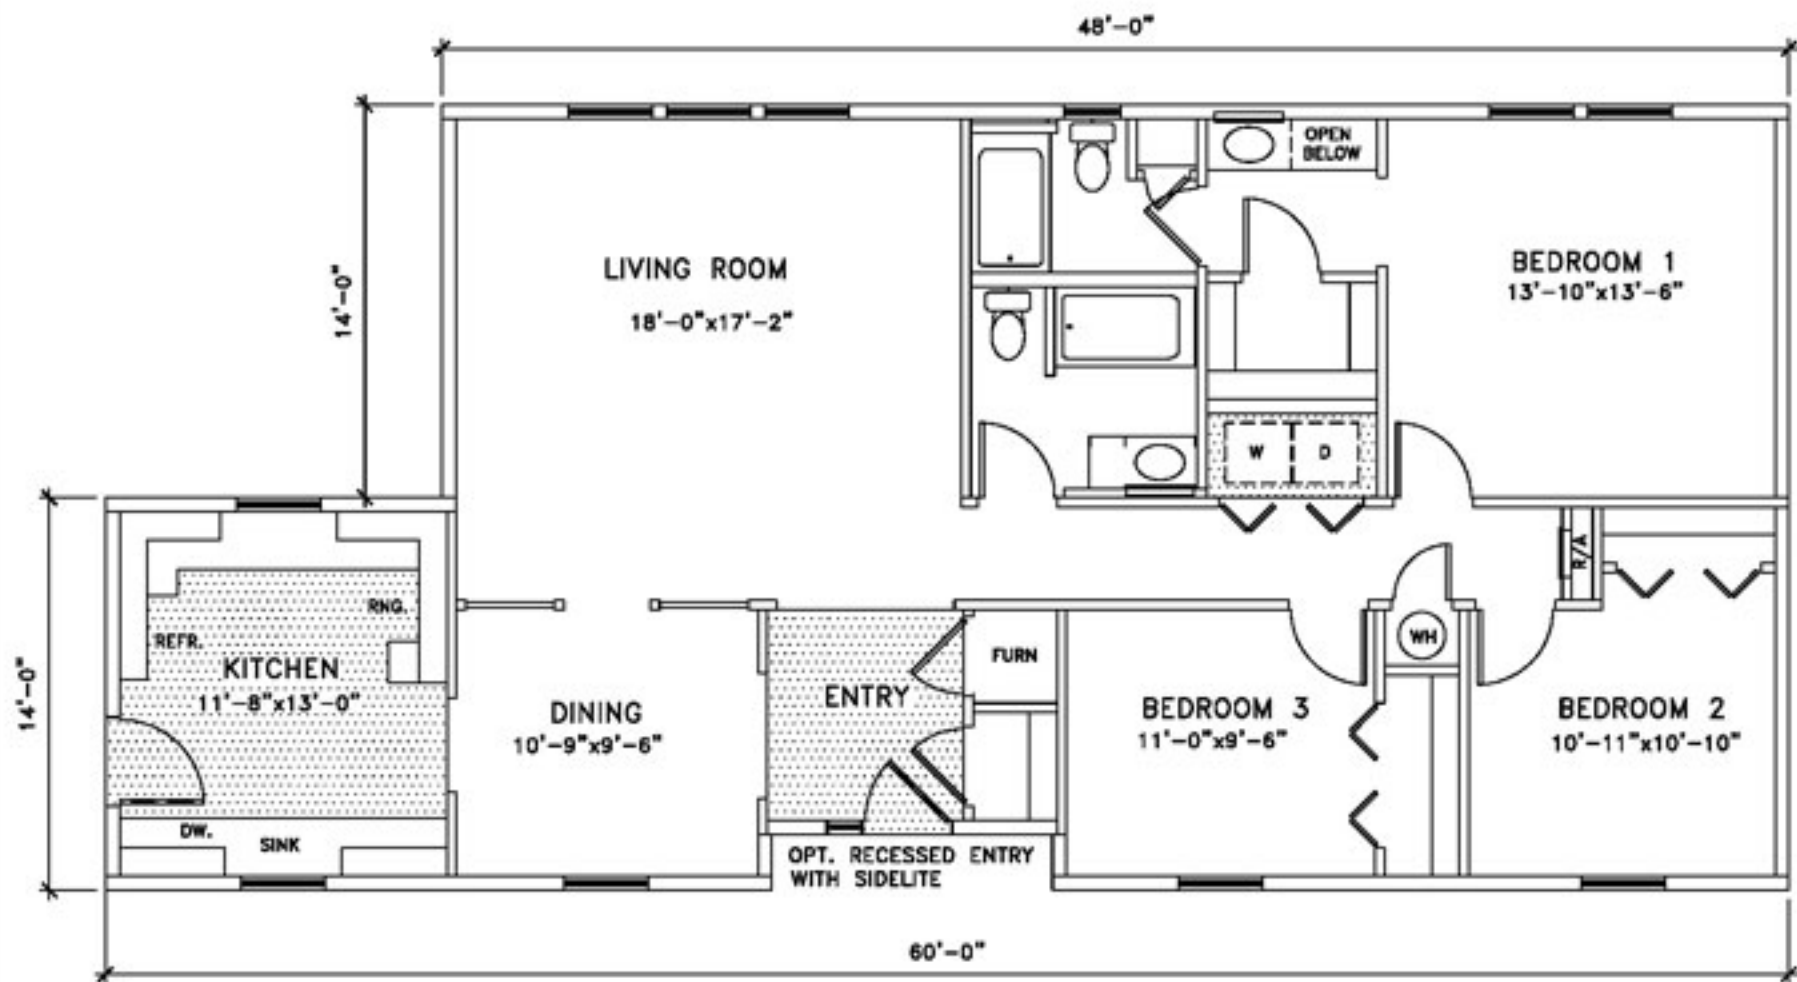 48'-0"
OPEN
BELOW
14'-0"
LIVING ROOM
18'-0"x17'-2"
BEDROOM 1
13'-10"x13'-6"
W
D
R/A
RNG.
REFR.
KITCHEN
11'-8"x13'-0"
14'-0"
DINING
10'-9"x9'-6"
ENTRY
FURN
WH
BEDROOM 3
11'-0"x9'-6"
BEDROOM 2
10'-11"x10'-10"
DW.
SINK
OPT. RECESSED ENTRY
WITH SIDELITE
60'-0"